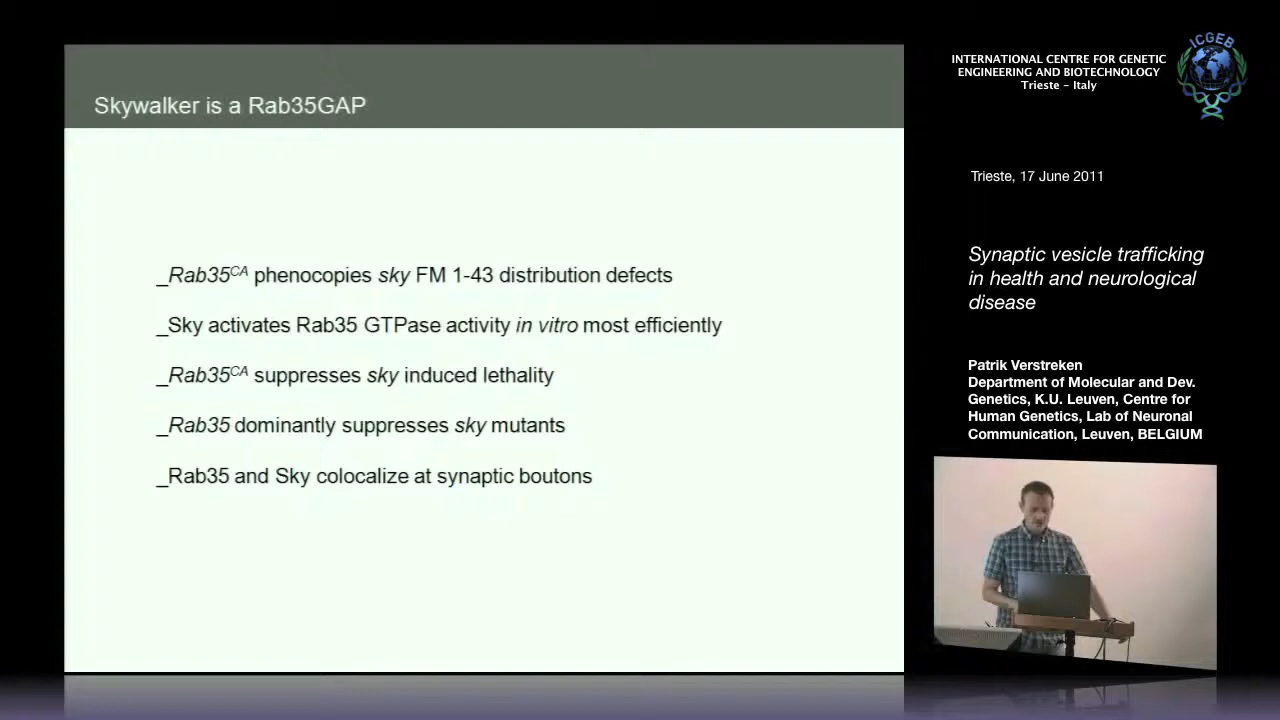 Skywalker is a Rab35GAP
_Rab35CA phenocopies sky FM 1-43 distribution defects
_Sky activates Rab35 GTPase activity in vitro most efficiently
_Rab35CA suppresses sky induced lethality
_Rab35 dominantly suppresses sky mutants
_Rab35 and Sky colocalize at synaptic boutons
INTERNATIONAL CENTRE FOR GENETIC
ENGINEERING AND BIOTECHNOLOGY
Trieste - Italy
ICGEB
Trieste, 17 June 2011
Synaptic vesicle trafficking
in health and neurological
disease
Patrik Verstreken
Department of Molecular and Dev.
Genetics, K.U. Leuven, Centre for
Human Genetics, Lab of Neuronal
Communication, Leuven, BELGIUM